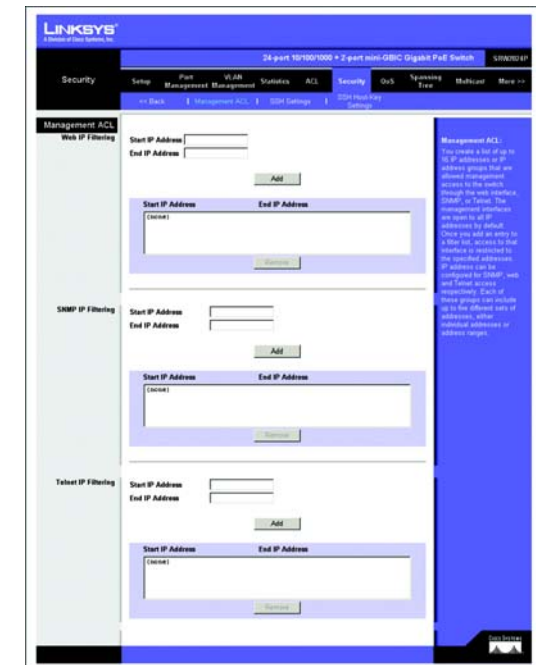 LINKSYS®
A Division of Cisco Systems, Inc.
24-port 10/100/1000 + 2-port mini-GBIC Gigabit PoE Switch SRW2024P
Security
Setup Port Management VLAN Management Statistics ACL Security QoS Spanning Tree Multicast More >>
<< Back | Management ACL | SSH Settings | SSH Host-Key Settings
Management ACL
Web IP Filtering
Start IP Address
End IP Address
Add
Start IP Address End IP Address
(none)
Remove
SNMP IP Filtering
Start IP Address
End IP Address
Add
Start IP Address End IP Address
(none)
Remove
Telnet IP Filtering
Start IP Address
End IP Address
Add
Start IP Address End IP Address
(none)
Remove
Management ACL:
You create a list of up to
16 IP addresses or IP
address groups that are
allowed management
access to the switch
through the web interface,
SNMP, or Telnet. The
management interfaces
are open to all IP
addresses by default.
Once you add an entry to
a filter list, access to that
interface is restricted to
the specified addresses.
IP address can be
configured for SNMP, web
and Telnet access
respectively. Each of
these groups can include
up to five different sets of
addresses, either
individual addresses or
address ranges.
Cisco Systems